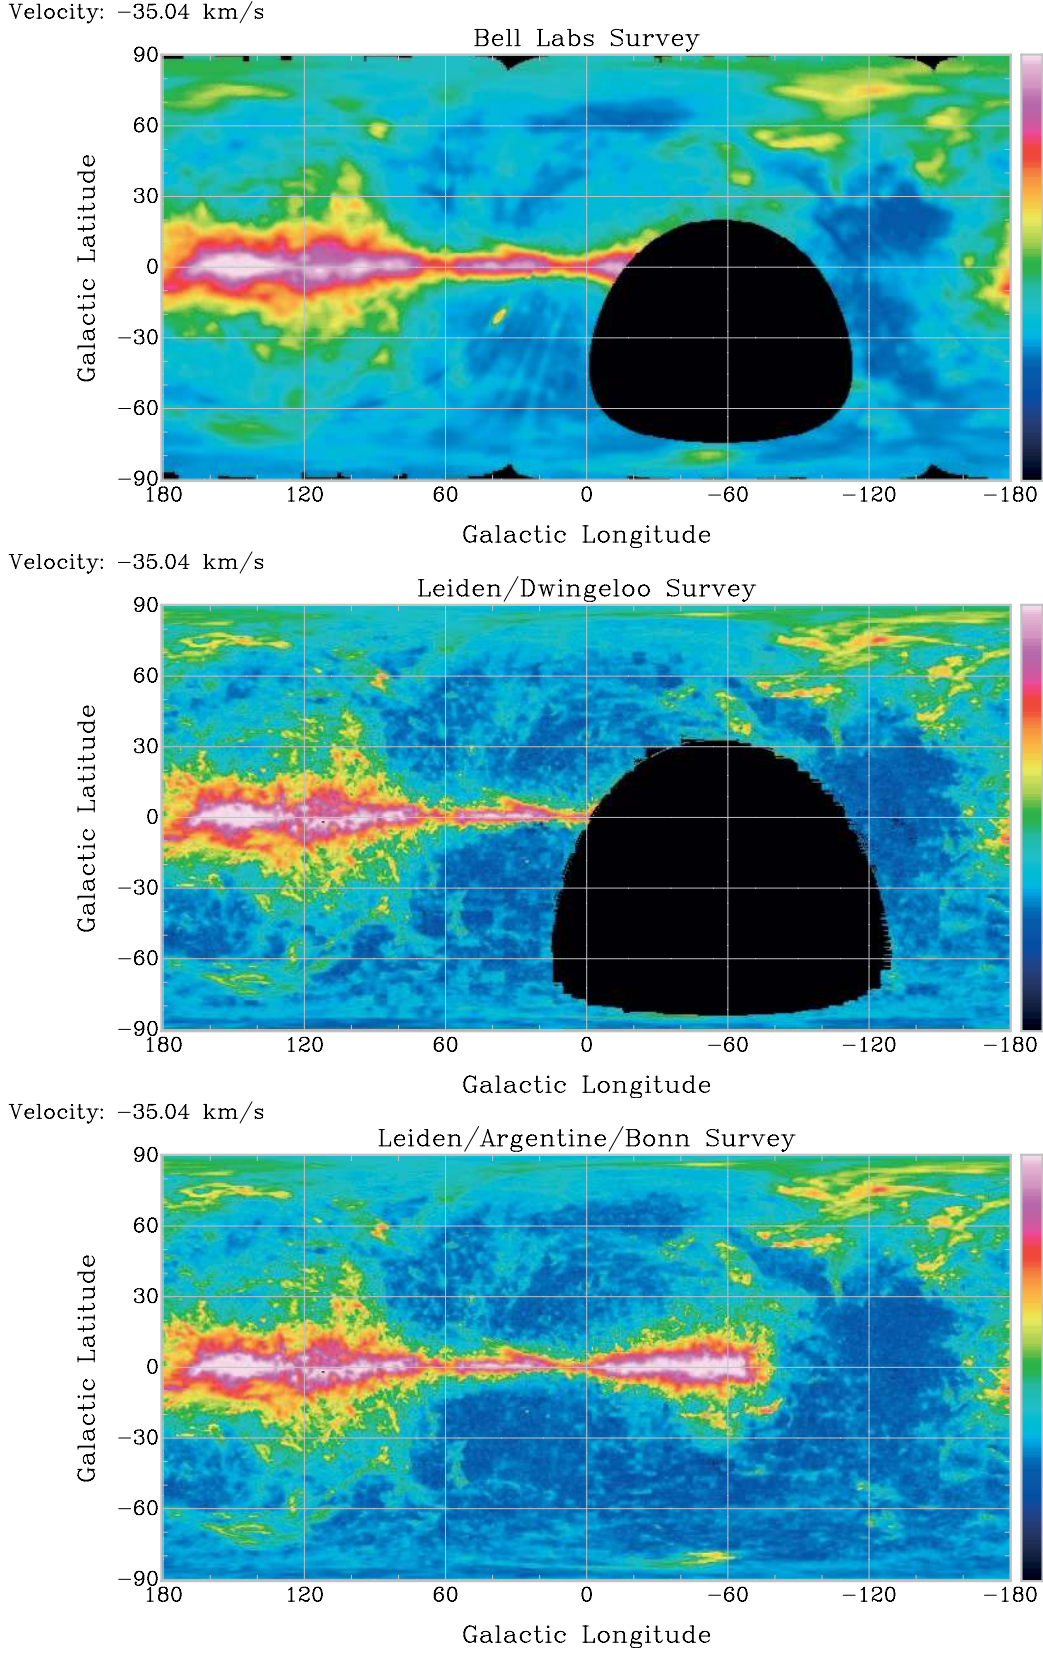 Velocity: −35.04 km/s
Bell Labs Survey
90
60
30
0
−30
−60
−90
Galactic Latitude
180 120 60 0 −60 −120 −180
Galactic Longitude
Velocity: −35.04 km/s
Leiden/Dwingeloo Survey
90
60
30
0
−30
−60
−90
Galactic Latitude
180 120 60 0 −60 −120 −180
Galactic Longitude
Velocity: −35.04 km/s
Leiden/Argentine/Bonn Survey
90
60
30
0
−30
−60
−90
Galactic Latitude
180 120 60 0 −60 −120 −180
Galactic Longitude